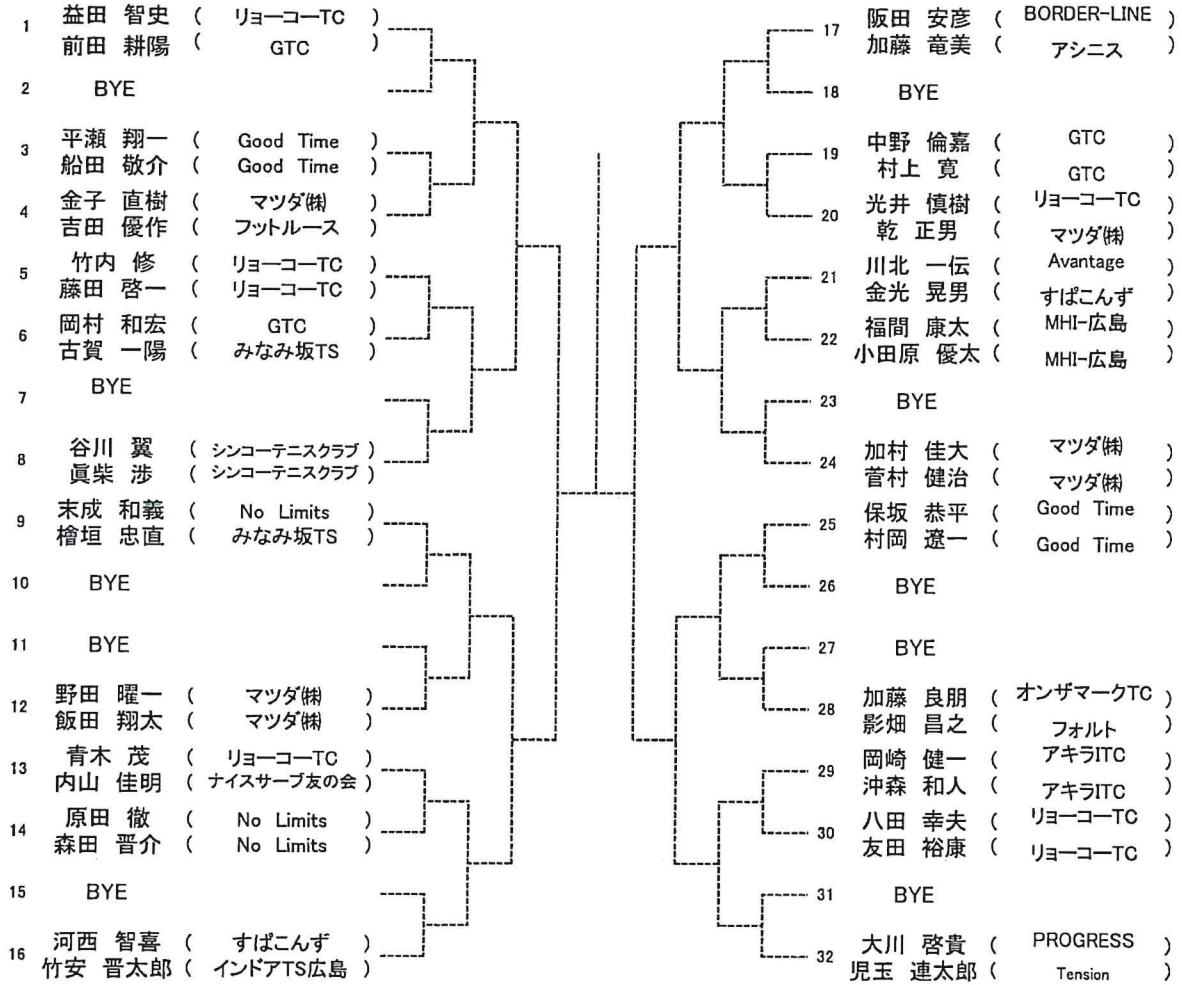 1 益田 智史 ( リョーコーTC )
前田 耕陽 ( GTC )
2 BYE
3 平瀬 翔一 ( Good Time )
船田 敬介 ( Good Time )
4 金子 直樹 ( マツダ㈱ )
吉田 優作 ( フットルース )
5 竹内 修 ( リョーコーTC )
藤田 啓一 ( リョーコーTC )
6 岡村 和宏 ( GTC )
古賀 一陽 ( みなみ坂TS )
7 BYE
8 谷川 翼 ( シンコーテニスクラブ )
眞柴 渉 ( シンコーテニスクラブ )
9 末成 和義 ( No Limits )
檜垣 忠直 ( みなみ坂TS )
10 BYE
11 BYE
12 野田 曜一 ( マツダ㈱ )
飯田 翔太 ( マツダ㈱ )
13 青木 茂 ( リョーコーTC )
内山 佳明 ( ナイスサーブ友の会 )
14 原田 徹 ( No Limits )
森田 晋介 ( No Limits )
15 BYE
16 河西 智喜 ( すぱこんず )
竹安 晋太郎 ( インドアTS広島 )
17 阪田 安彦 ( BORDER-LINE )
加藤 竜美 ( アシニス )
18 BYE
19 中野 倫嘉 ( GTC )
村上 寛 ( GTC )
20 光井 慎樹 ( リョーコーTC )
乾 正男 ( マツダ㈱ )
21 川北 一伝 ( Avantage )
金光 晃男 ( すぱこんず )
22 福間 康太 ( MHI-広島 )
小田原 優太 ( MHI-広島 )
23 BYE
24 加村 佳大 ( マツダ㈱ )
菅村 健治 ( マツダ㈱ )
25 保坂 恭平 ( Good Time )
村岡 遼一 ( Good Time )
26 BYE
27 BYE
28 加藤 良朋 ( オンザマークTC )
影畑 昌之 ( フォルト )
29 岡崎 健一 ( アキラITC )
沖森 和人 ( アキラITC )
30 八田 幸夫 ( リョーコーTC )
友田 裕康 ( リョーコーTC )
31 BYE
32 大川 啓貴 ( PROGRESS )
児玉 連太郎 ( Tension )